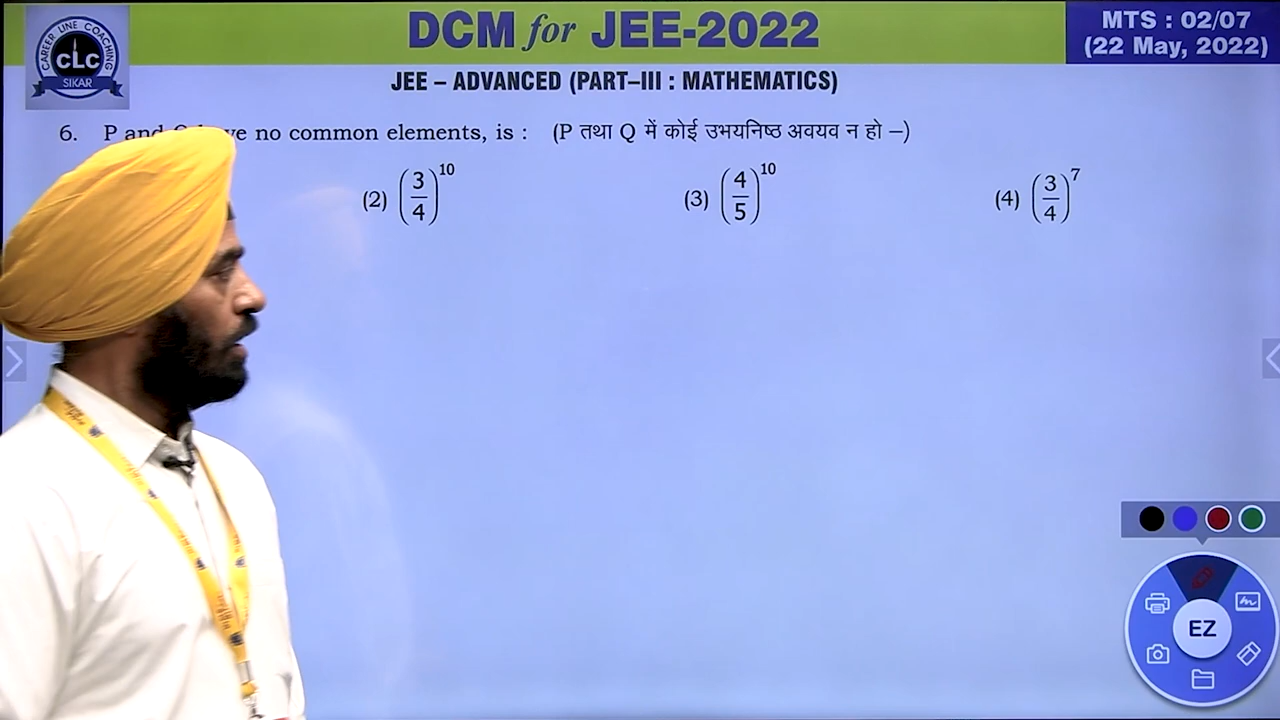 DCM for JEE-2022
MTS : 02/07
(22 May, 2022)
CAREER LINE COACHING
CLC
SIKAR
JEE – ADVANCED (PART–III : MATHEMATICS)
6. P and no common elements, is : (P तथा Q में कोई उभयनिष्ठ अवयव न हो –)
(2) (3/4)^10 (3) (4/5)^10 (4) (3/4)^7
EZ